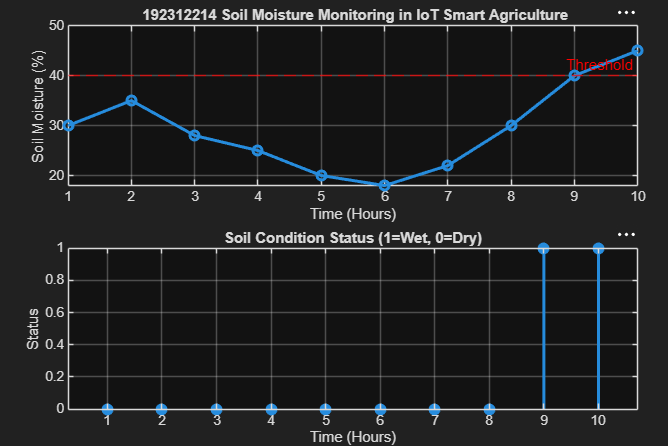 192312214 Soil Moisture Monitoring in IoT Smart Agriculture
50
40
30
20
Soil Moisture (%)
Threshold
1 2 3 4 5 6 7 8 9 10
Time (Hours)
Soil Condition Status (1=Wet, 0=Dry)
1
0.8
0.6
0.4
0.2
0
Status
1 2 3 4 5 6 7 8 9 10
Time (Hours)